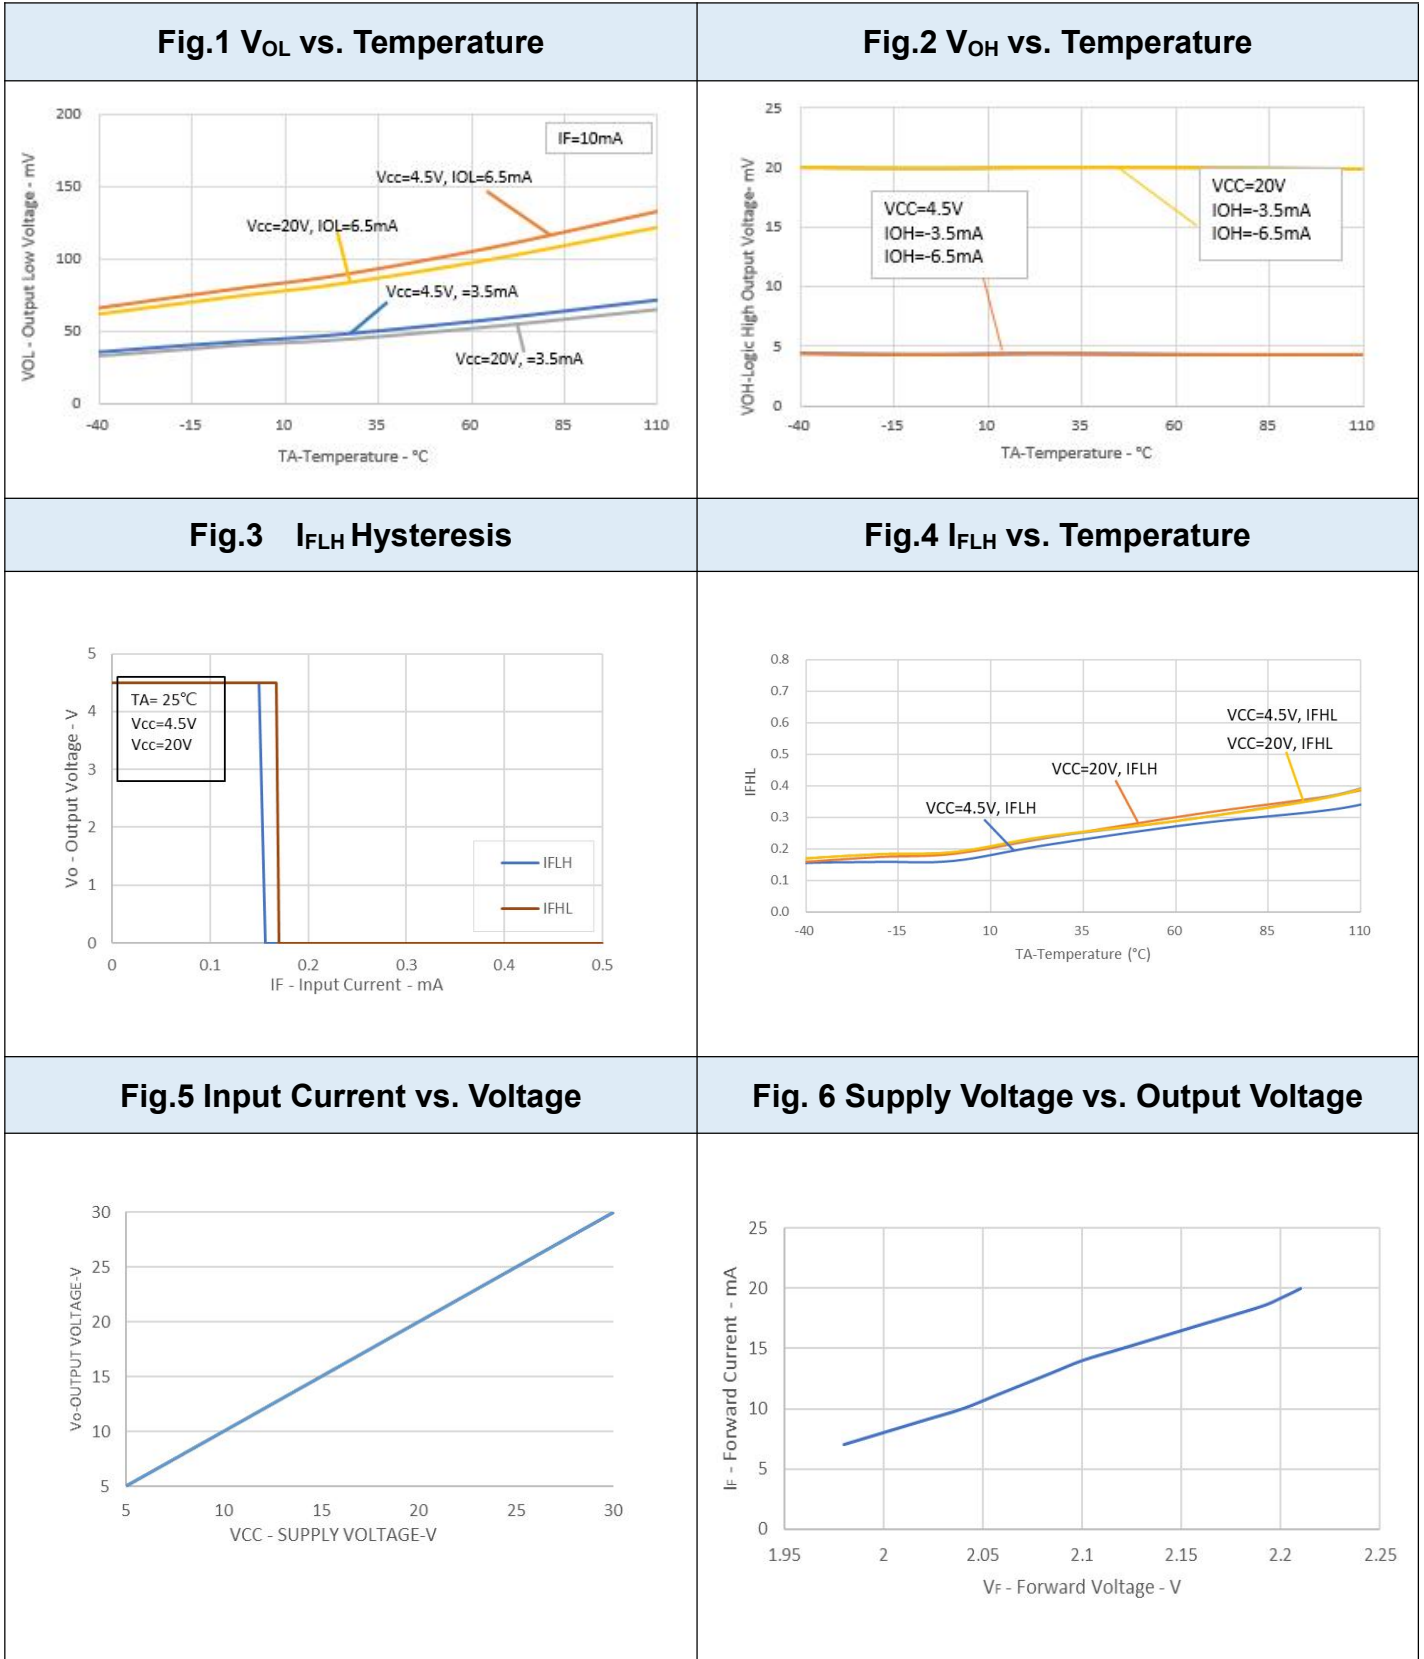 Fig.1 VOL vs. Temperature
Fig.2 VOH vs. Temperature
VOL - Output Low Voltage - mV
200
150
100
50
0
IF=10mA
Vcc=4.5V, IOL=6.5mA
Vcc=20V, IOL=6.5mA
Vcc=4.5V, =3.5mA
Vcc=20V, =3.5mA
-40 -15 10 35 60 85 110
TA-Temperature - °C
VOH-Logic High Output Voltage- mV
25
20
15
10
5
0
VCC=4.5V
IOH=-3.5mA
IOH=-6.5mA
VCC=20V
IOH=-3.5mA
IOH=-6.5mA
-40 -15 10 35 60 85 110
TA-Temperature - °C
Fig.3 IFLH Hysteresis
Fig.4 IFLH vs. Temperature
Vo - Output Voltage - V
5
4
3
2
1
0
TA= 25℃
Vcc=4.5V
Vcc=20V
IFLH
IFHL
0 0.1 0.2 0.3 0.4 0.5
IF - Input Current - mA
IFHL
0.8
0.7
0.6
0.5
0.4
0.3
0.2
0.1
0.0
VCC=4.5V, IFHL
VCC=20V, IFHL
VCC=20V, IFLH
VCC=4.5V, IFLH
-40 -15 10 35 60 85 110
TA-Temperature (°C)
Fig.5 Input Current vs. Voltage
Fig. 6 Supply Voltage vs. Output Voltage
Vo-OUTPUT VOLTAGE-V
30
25
20
15
10
5
5 10 15 20 25 30
VCC - SUPPLY VOLTAGE-V
IF - Forward Current - mA
25
20
15
10
5
0
1.95 2 2.05 2.1 2.15 2.2 2.25
VF - Forward Voltage - V